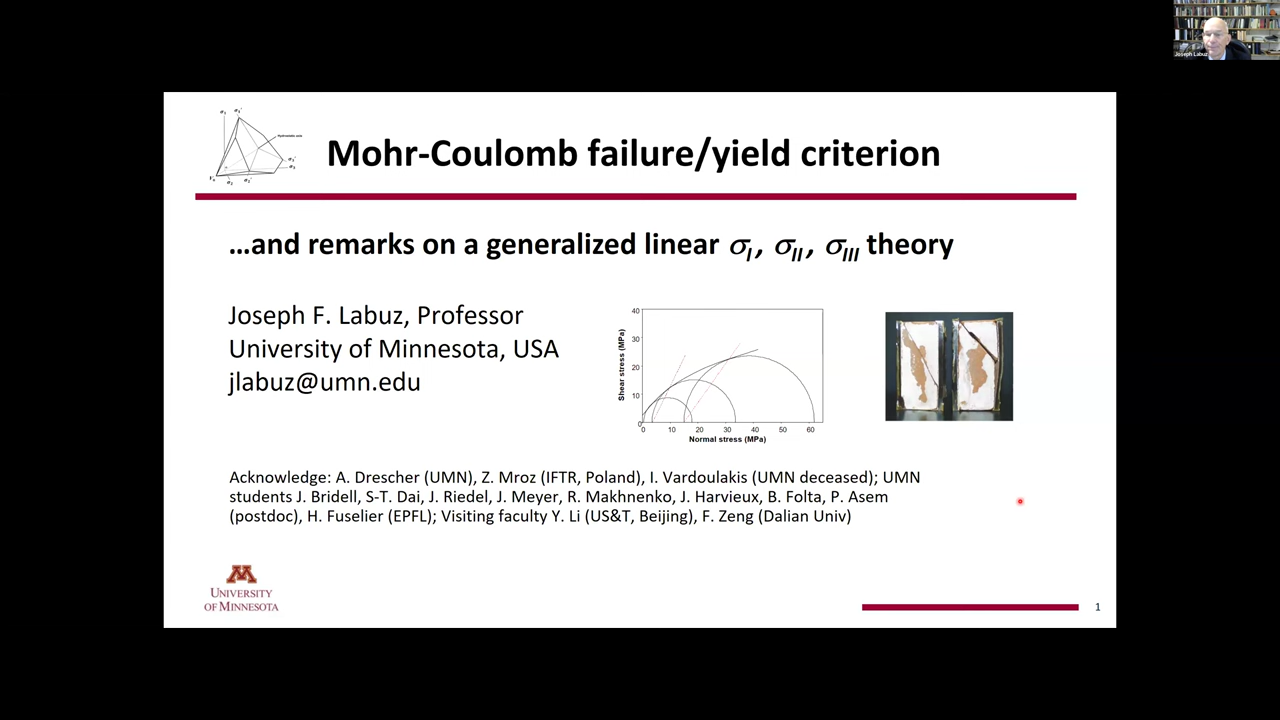 Joseph Labuz
Mohr-Coulomb failure/yield criterion
…and remarks on a generalized linear σI, σII, σIII theory
Joseph F. Labuz, Professor
University of Minnesota, USA
jlabuz@umn.edu
40
30
20
10
0
Shear stress (MPa)
0 10 20 30 40 50 60
Normal stress (MPa)
Acknowledge: A. Drescher (UMN), Z. Mroz (IFTR, Poland), I. Vardoulakis (UMN deceased); UMN
students J. Bridell, S-T. Dai, J. Riedel, J. Meyer, R. Makhnenko, J. Harvieux, B. Folta, P. Asem
(postdoc), H. Fuselier (EPFL); Visiting faculty Y. Li (US&T, Beijing), F. Zeng (Dalian Univ)
UNIVERSITY
OF MINNESOTA
1